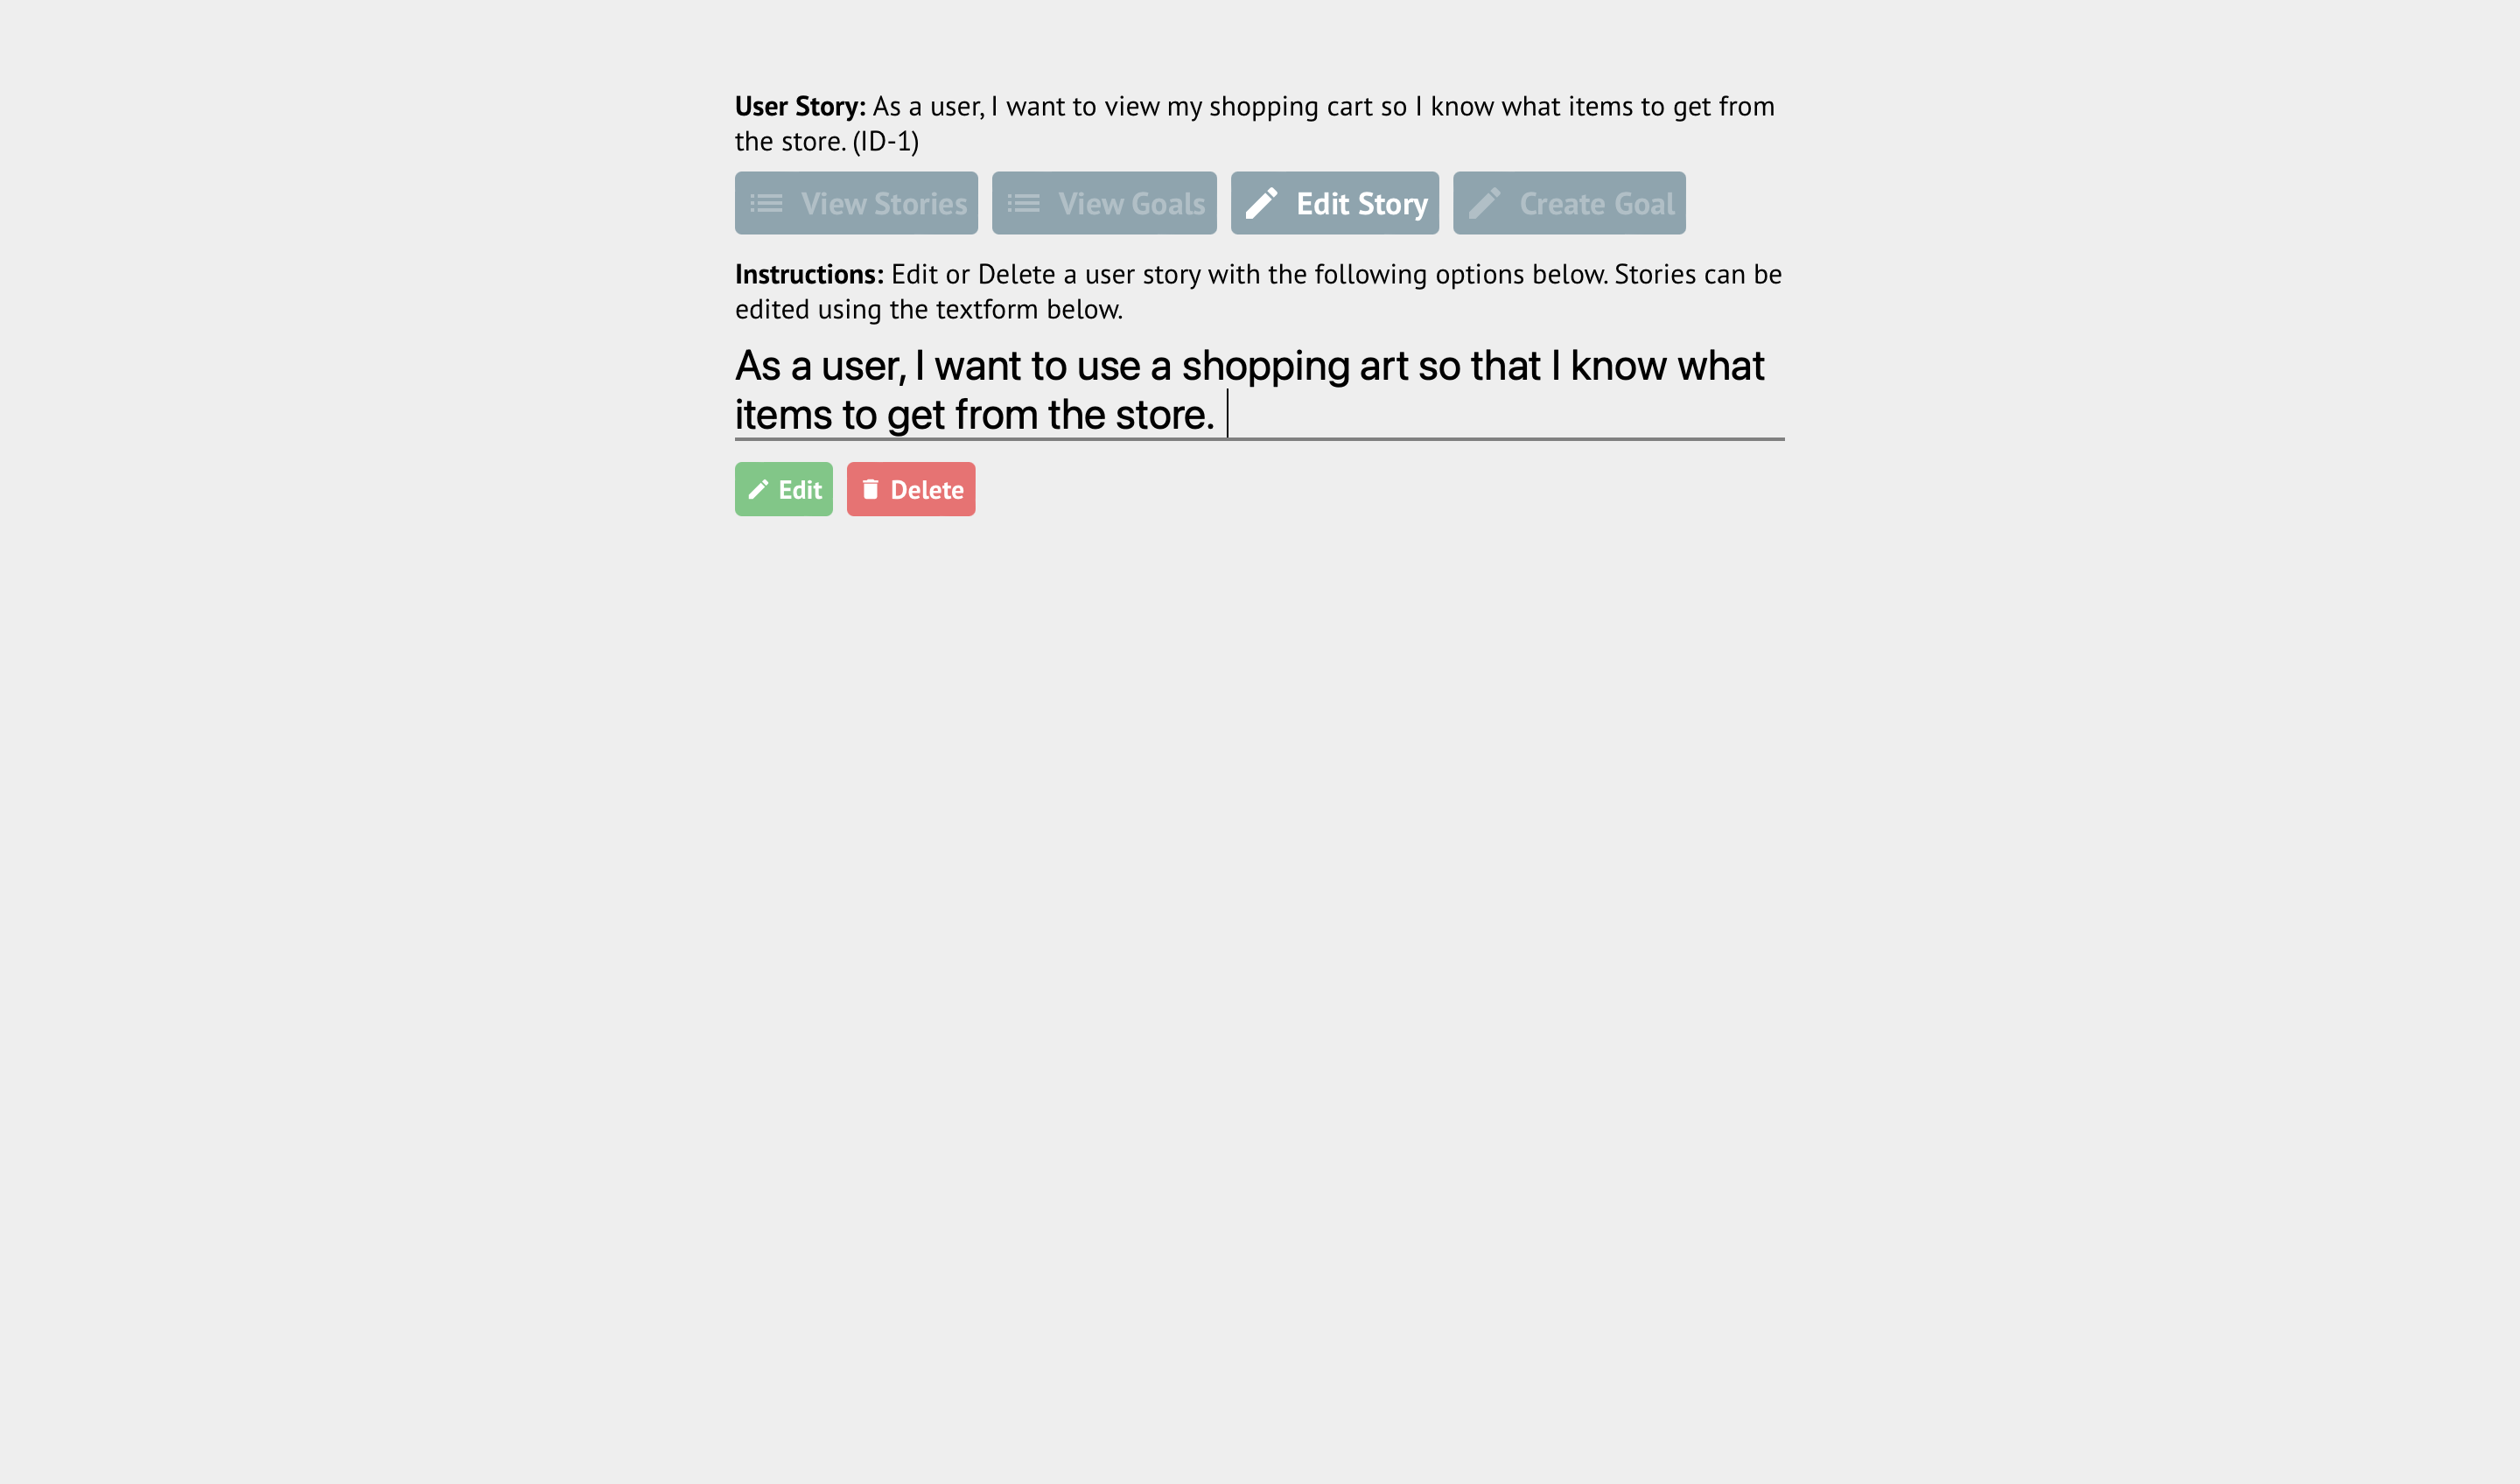 User Story: As a user, I want to view my shopping cart so I know what items to get from
the store. (ID-1)
View Stories View Goals Edit Story Create Goal
Instructions: Edit or Delete a user story with the following options below. Stories can be
edited using the textform below.
As a user, I want to use a shopping art so that I know what
items to get from the store.
Edit Delete